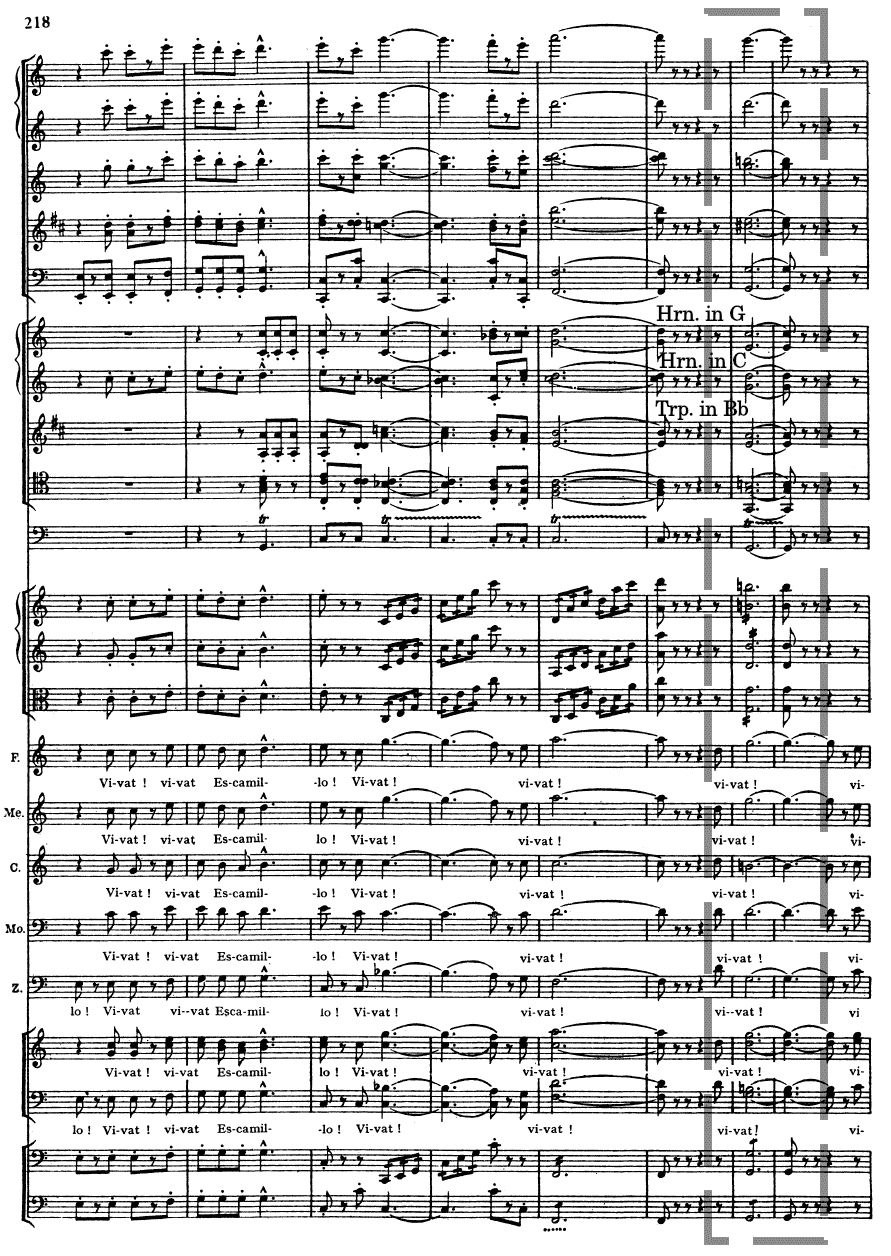 218
Hrn. in G
Hrn. in C
Trp. in Bb
tr tr tr tr
F.
Vi-vat ! vi-vat Es-camil- -lo ! Vi-vat ! vi-vat ! vi-vat ! vi-
Me.
Vi-vat ! vi-vat Es-camil- lo ! Vi-vat ! vi-vat ! vi-vat ! vi-
C.
Vi-vat ! vi-vat Es-camil- -lo ! Vi-vat ! vi-vat ! vi-vat ! vi-
Mo.
Vi-vat ! vi-vat Es-camil- -lo ! Vi-vat ! vi-vat ! vi-vat ! vi-
Z.
lo ! Vi-vat vi--vat Esca-mil- lo ! Vi-vat ! vi-vat ! vi--vat ! vi
Vi-vat ! vi-vat Es-camil- lo ! Vi-vat ! vi-vat ! vi-vat ! vi-
lo ! Vi-vat ! vi-vat Es-camil- -lo ! Vi-vat ! vi-vat ! vi-vat! vi-